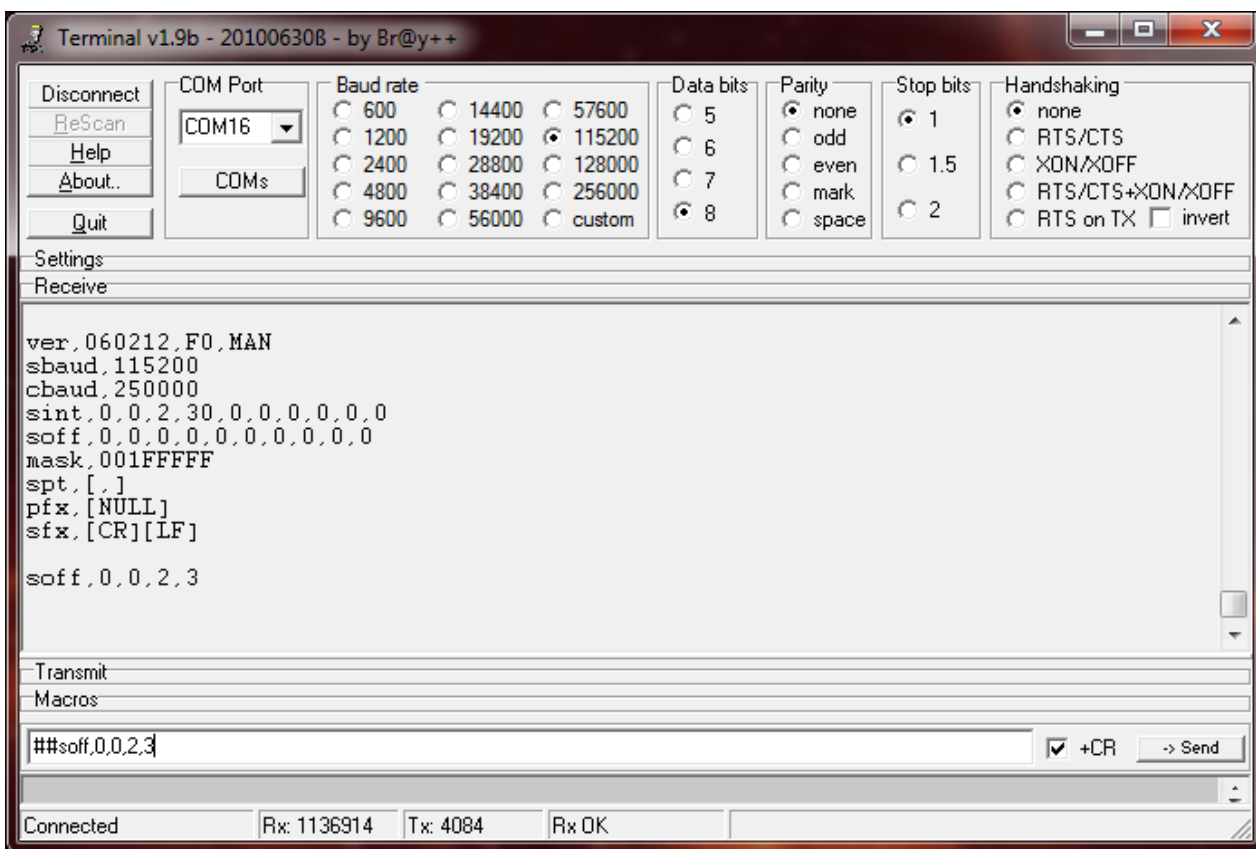 Terminal v1.9b - 20100630ß - by Br@y++
Disconnect
ReScan
Help
About..
Quit
COM Port
COM16
COMs
Baud rate
600 14400 57600
1200 19200 115200
2400 28800 128000
4800 38400 256000
9600 56000 custom
Data bits
5
6
7
8
Parity
none
odd
even
mark
space
Stop bits
1
1.5
2
Handshaking
none
RTS/CTS
XON/XOFF
RTS/CTS+XON/XOFF
RTS on TX invert
Settings
Receive
ver,060212,F0,MAN
sbaud,115200
cbaud,250000
sint,0,0,2,30,0,0,0,0,0,0
soff,0,0,0,0,0,0,0,0,0,0
mask,001FFFFF
spt,[,]
pfx,[NULL]
sfx,[CR][LF]
soff,0,0,2,3
Transmit
Macros
##soff,0,0,2,3
+CR
-> Send
Connected Rx: 1136914 Tx: 4084 Rx OK